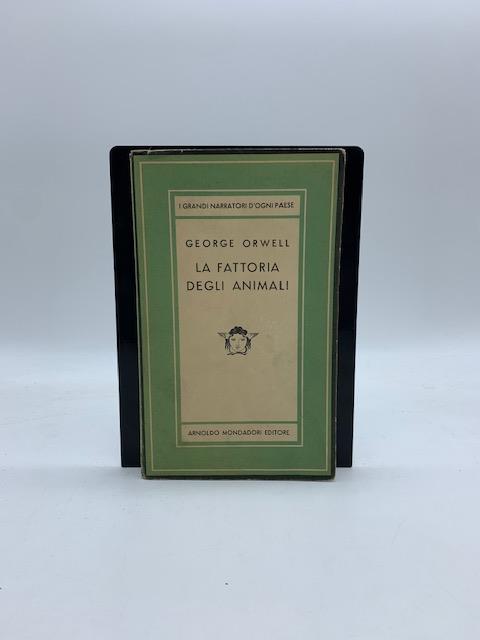 I GRANDI NARRATORI D'OGNI PAESE
GEORGE ORWELL
LA FATTORIA
DEGLI ANIMALI
ARNOLDO MONDADORI EDITORE